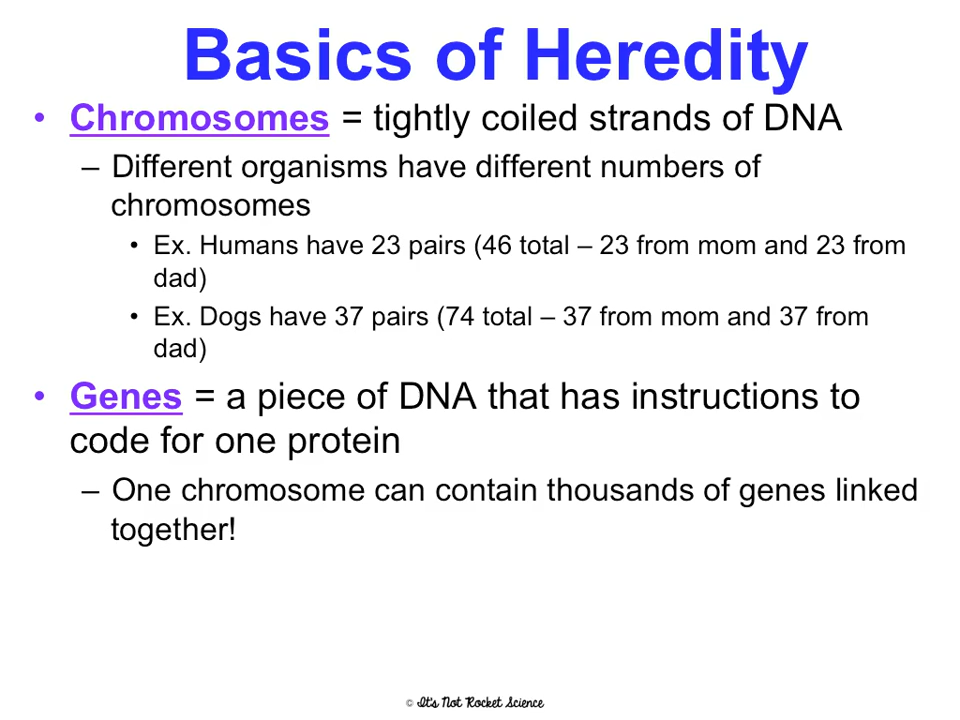 Basics of Heredity
• Chromosomes = tightly coiled strands of DNA
– Different organisms have different numbers of
chromosomes
• Ex. Humans have 23 pairs (46 total – 23 from mom and 23 from
dad)
• Ex. Dogs have 37 pairs (74 total – 37 from mom and 37 from
dad)
• Genes = a piece of DNA that has instructions to
code for one protein
– One chromosome can contain thousands of genes linked
together!
© It's Not Rocket Science